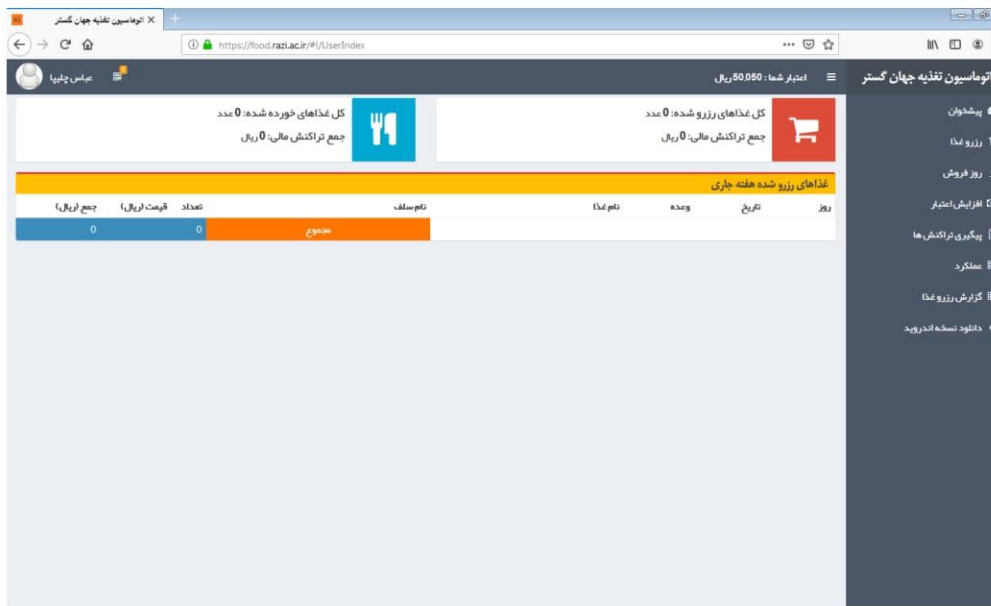 اتوماسیون تغذیه جهان گستر
https://food.razi.ac.ir/#!/UserIndex
اتوماسیون تغذیه جهان گستر
اعتبار شما : 50,050 ریال
عباس چلیپا
پیشخوان
رزرو غذا
روز فروش
افزایش اعتبار
پیگیری تراکنش ها
عملکرد
گزارش رزرو غذا
دانلود نسخه اندروید
کل غذاهای رزرو شده: 0 عدد
جمع تراکنش مالی: 0 ریال
کل غذاهای خورده شده: 0 عدد
جمع تراکنش مالی: 0 ریال
غذاهای رزرو شده هفته جاری
روز تاریخ وعده نام غذا نام سلف تعداد قیمت (ریال) جمع (ریال)
مجموع 0 0